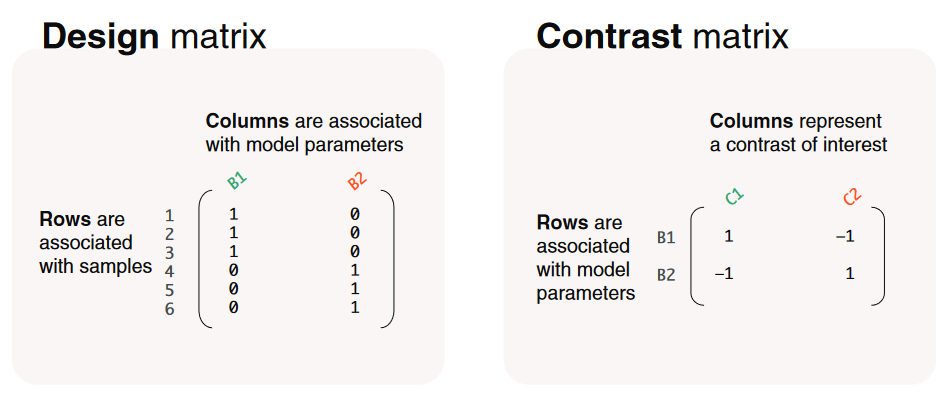 Design matrix
Columns are associated
with model parameters
B1 B2
Rows are
associated
with samples
1 1 0
2 1 0
3 1 0
4 0 1
5 0 1
6 0 1
Contrast matrix
Columns represent
a contrast of interest
C1 C2
Rows are
associated
with model
parameters
B1 1 −1
B2 −1 1